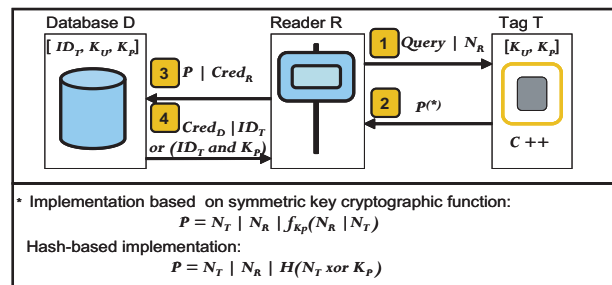 Database D Reader R Tag T
[ ID_T, K_U, K_P]
1
Query | N_R
[K_U, K_P]
3
P | Cred_R
2
P^(*)
4
Cred_D | ID_T
or (ID_T and K_P)
C ++
* Implementation based on symmetric key cryptographic function:
P = N_T | N_R | f_{K_P}(N_R | N_T)
Hash-based implementation:
P = N_T | N_R | H(N_T xor K_P)